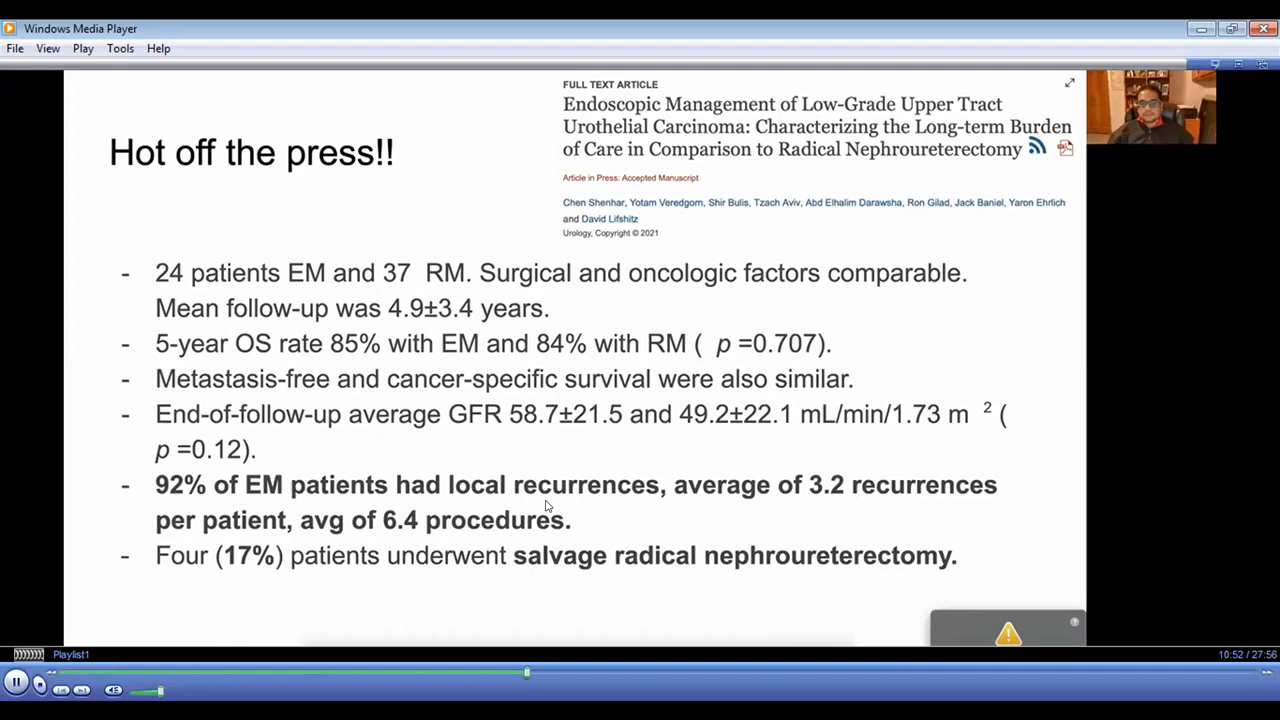 Windows Media Player
File View Play Tools Help
FULL TEXT ARTICLE
Endoscopic Management of Low-Grade Upper Tract
Urothelial Carcinoma: Characterizing the Long-term Burden
of Care in Comparison to Radical Nephroureterectomy
Article in Press: Accepted Manuscript
Chen Shenhar, Yotam Veredgom, Shir Bulis, Tzach Aviv, Abd Elhalim Darawsha, Ron Gilad, Jack Baniel, Yaron Ehrlich
and David Lifshitz
Urology, Copyright © 2021
Hot off the press!!
- 24 patients EM and 37 RM. Surgical and oncologic factors comparable.
Mean follow-up was 4.9±3.4 years.
- 5-year OS rate 85% with EM and 84% with RM ( p =0.707).
- Metastasis-free and cancer-specific survival were also similar.
- End-of-follow-up average GFR 58.7±21.5 and 49.2±22.1 mL/min/1.73 m 2 (
p =0.12).
- 92% of EM patients had local recurrences, average of 3.2 recurrences
per patient, avg of 6.4 procedures.
- Four (17%) patients underwent salvage radical nephroureterectomy.
Playlist1
10:52 / 27:56